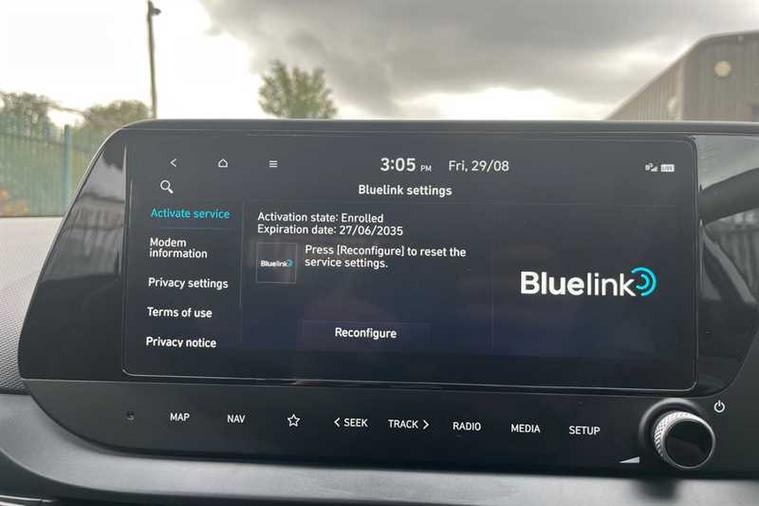 3:05 PM Fri, 29/08
Bluelink settings
Activate service
Modem
information
Privacy settings
Terms of use
Privacy notice
Activation state: Enrolled
Expiration date: 27/06/2035
Bluelink
Press [Reconfigure] to reset the
service settings.
Reconfigure
Bluelink
MAP
NAV
< SEEK
TRACK >
RADIO
MEDIA
SETUP